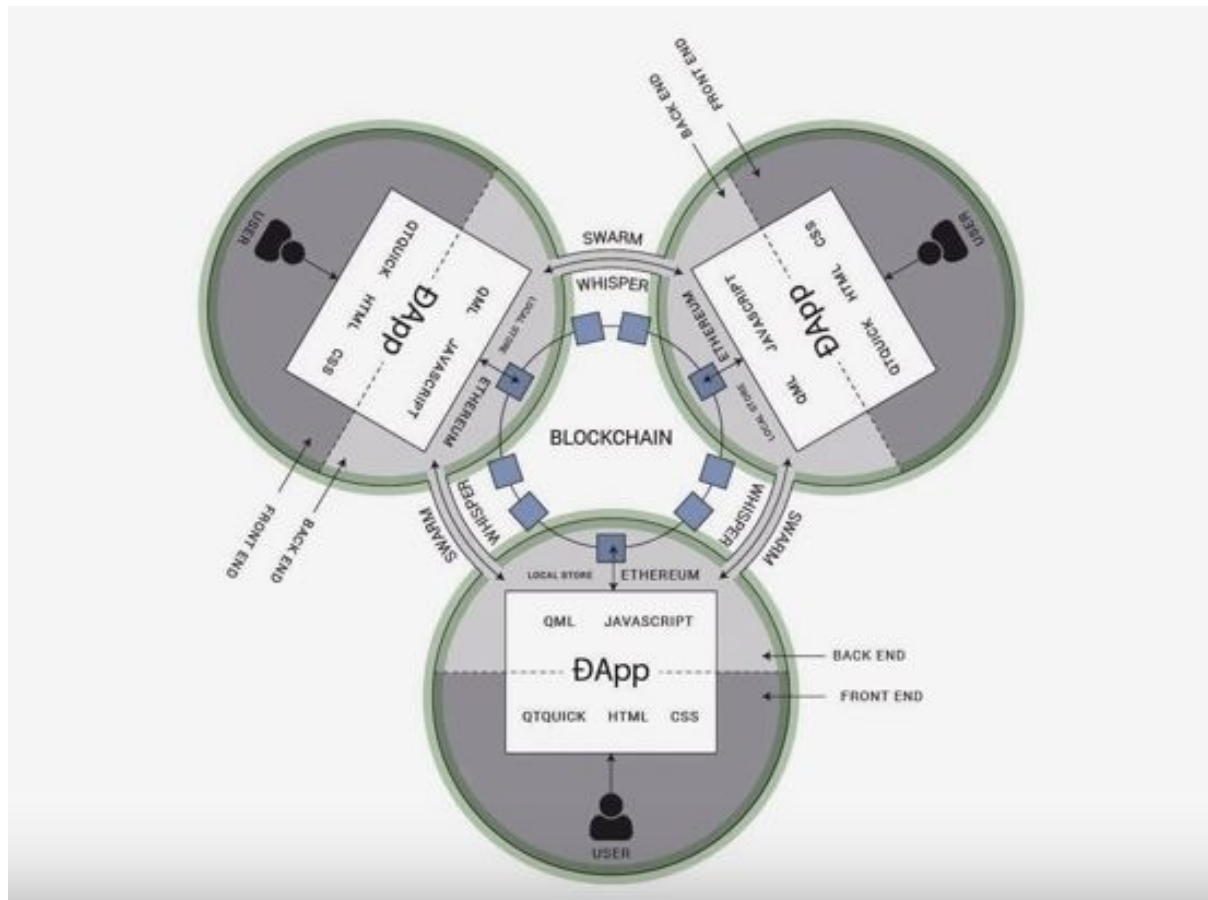 FRONT END
BACK END
USER
QTQUICK HTML CSS
ĐApp
QML JAVASCRIPT
LOCAL STORE ETHEREUM
FRONT END
BACK END
SWARM
WHISPER
USER
CSS HTML QTQUICK
ĐApp
JAVASCRIPT QML
ETHEREUM LOCAL STORE
BLOCKCHAIN
WHISPER
SWARM
WHISPER
SWARM
LOCAL STORE ETHEREUM
QML JAVASCRIPT
ĐApp
QTQUICK HTML CSS
BACK END
FRONT END
USER